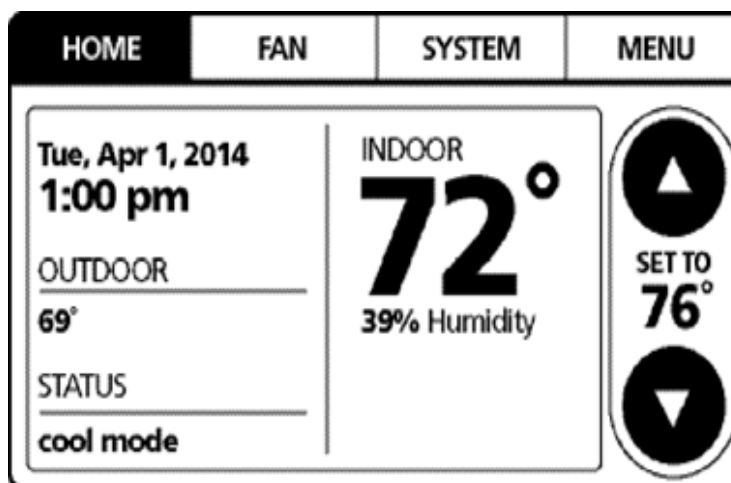 HOME FAN SYSTEM MENU
Tue, Apr 1, 2014
1:00 pm
OUTDOOR
69°
STATUS
cool mode
INDOOR
72°
39% Humidity
SET TO
76°